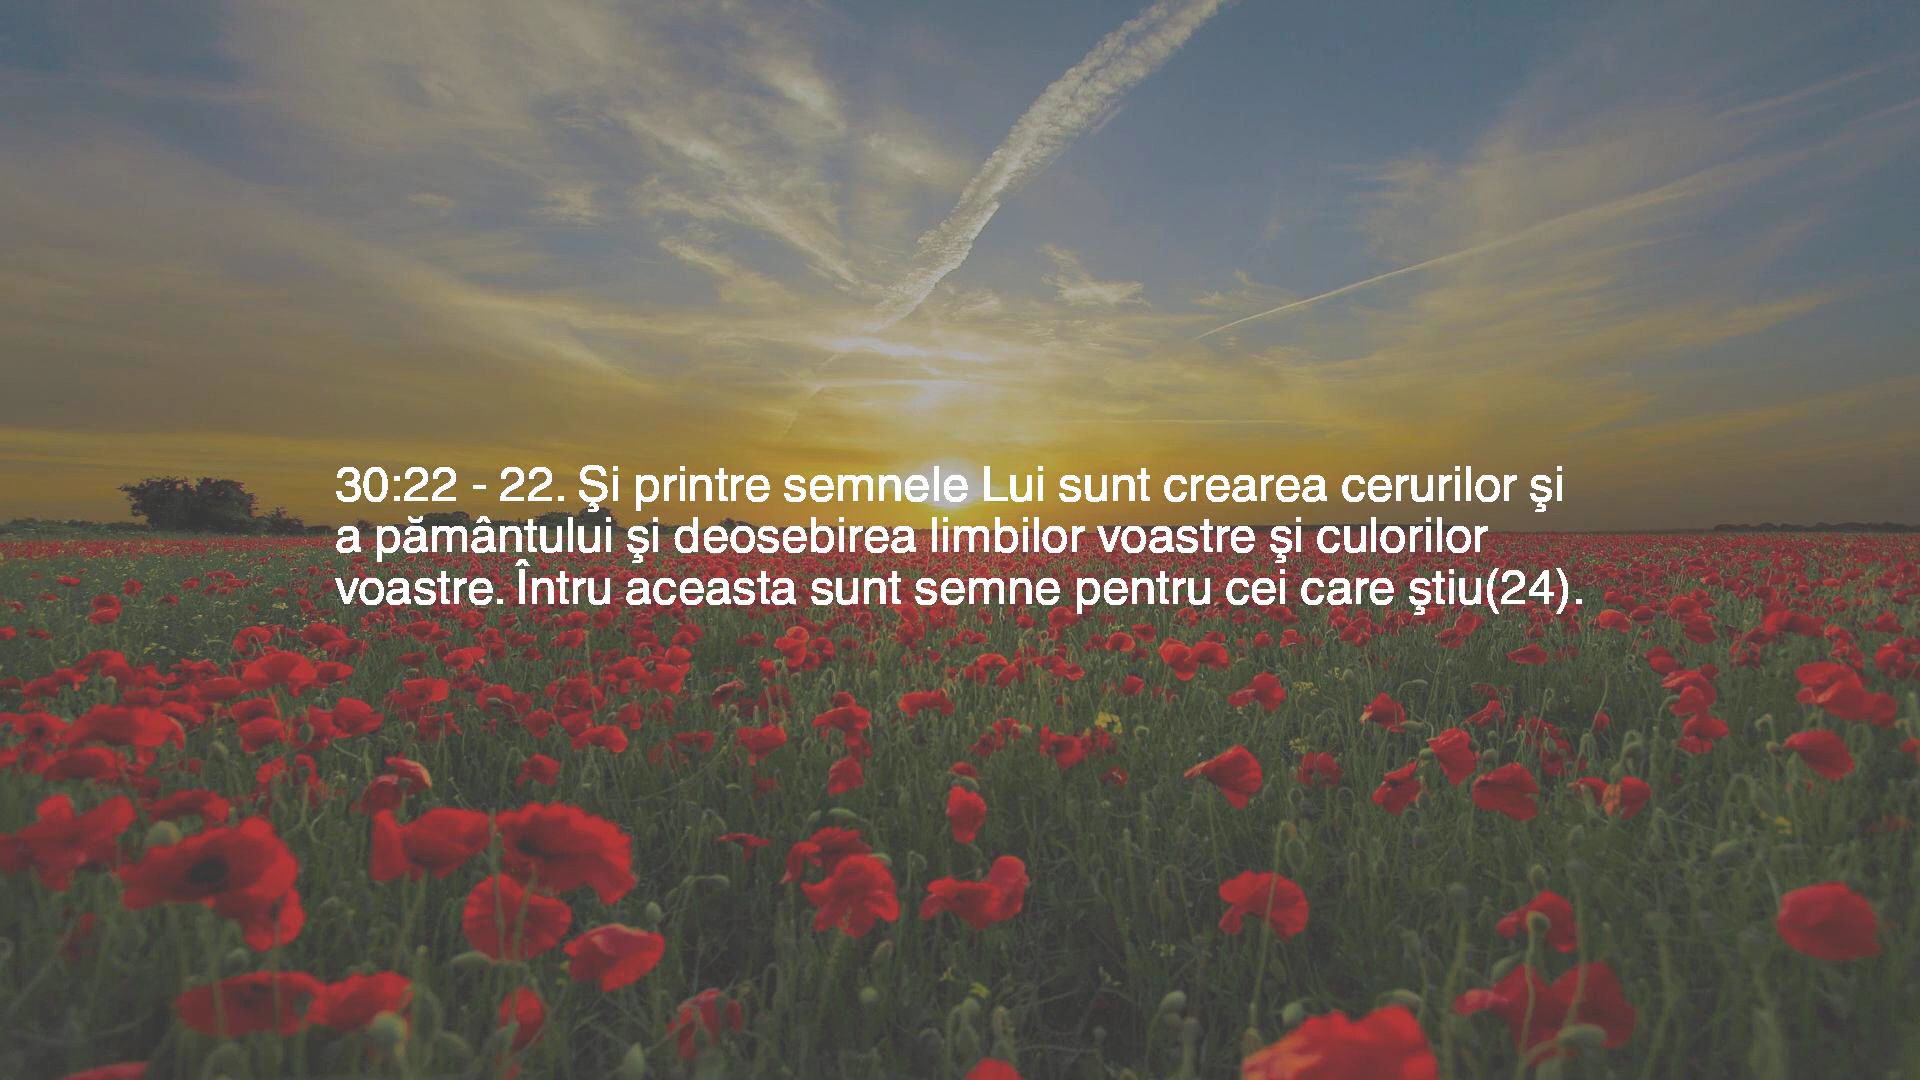 30:22 - 22. Şi printre semnele Lui sunt crearea cerurilor şi
a pământului şi deosebirea limbilor voastre şi culorilor
voastre. Întru aceasta sunt semne pentru cei care ştiu(24).